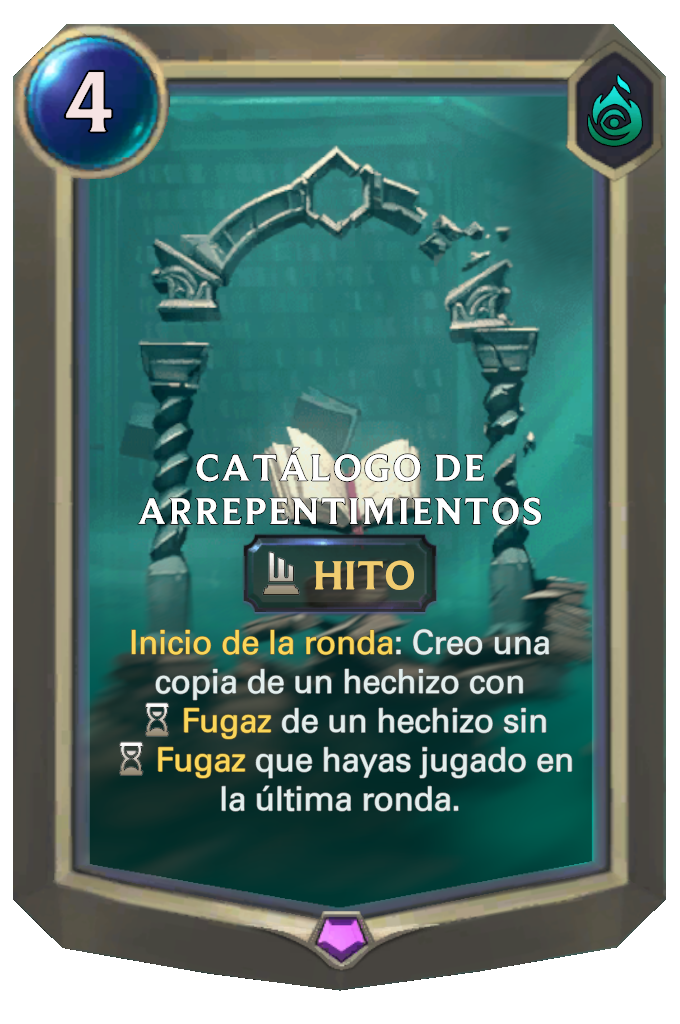 4
CATÁLOGO DE
ARREPENTIMIENTOS
HITO
Inicio de la ronda: Creo una
copia de un hechizo con
Fugaz de un hechizo sin
Fugaz que hayas jugado en
la última ronda.